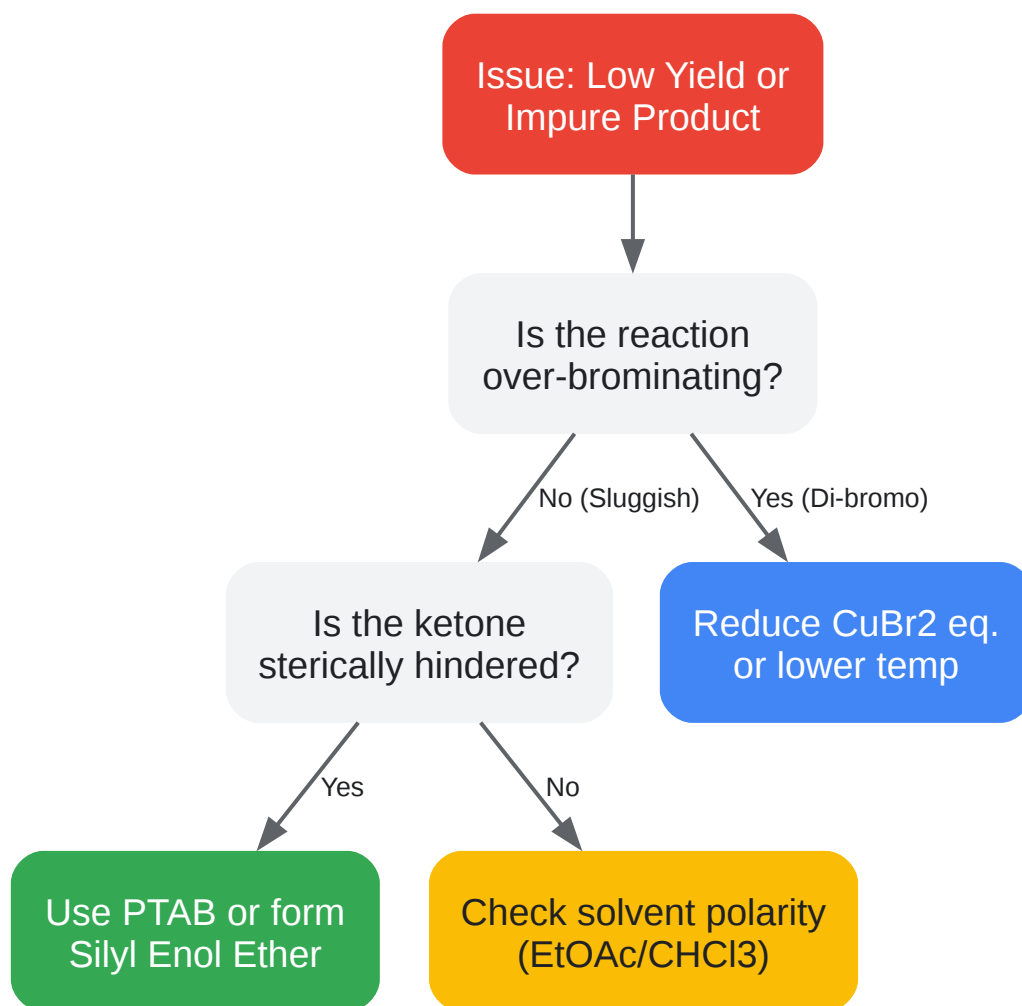 Issue: Low Yield or
Impure Product
Is the reaction
over-brominating?
No (Sluggish)
Yes (Di-bromo)
Is the ketone
sterically hindered?
Reduce CuBr2 eq.
or lower temp
Yes
No
Use PTAB or form
Silyl Enol Ether
Check solvent polarity
(EtOAc/CHCl3)